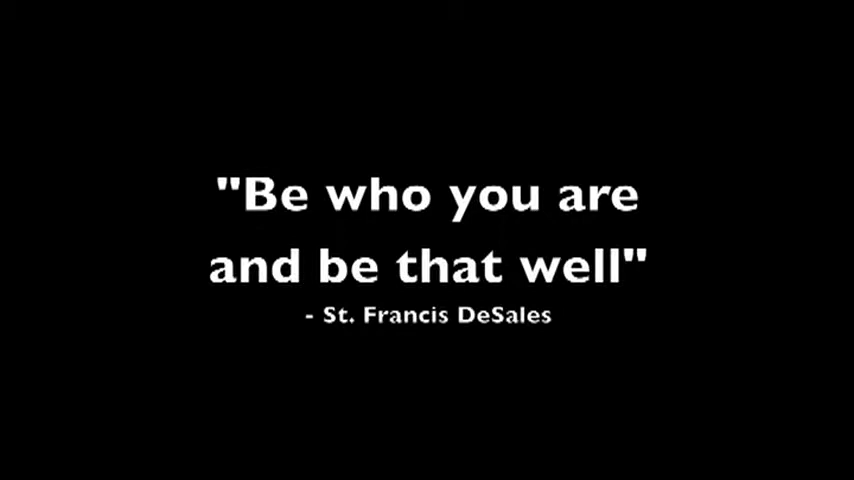 "Be who you are
and be that well"
- St. Francis DeSales